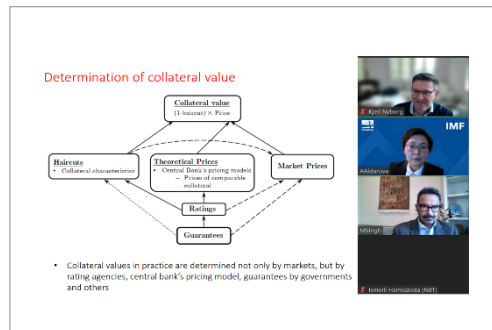 Determination of collateral value
Collateral value
(1-haircut) × Price
Haircuts
• Collateral characteristics
Theoretical Prices
• Central Bank's pricing models
– Prices of comparable
collateral
Market Prices
Ratings
Guarantees
• Collateral values in practice are determined not only by markets, but by
rating agencies, central bank's pricing model, guarantees by governments
and others
Kjell Nyborg
IMF
AAidarova
MSingh
Ismoili Hamidzoda (NBT)